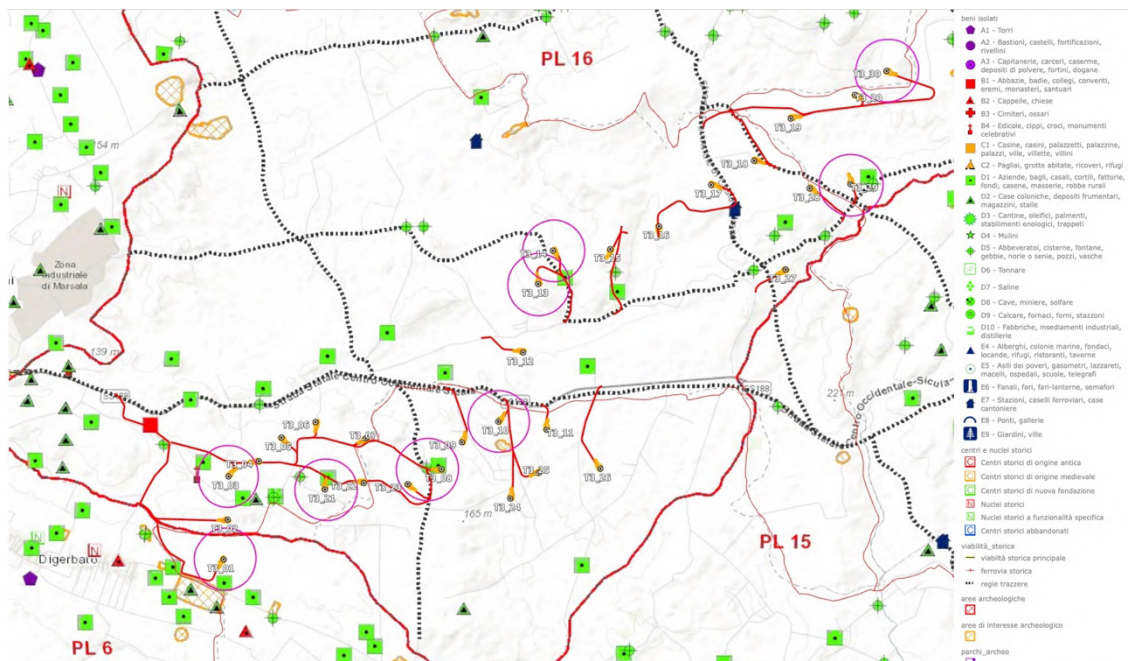 PL 16
154 m
Zona
Industriale
di Marsala
139 m
SS188
Strada Statale Centro Occidentale Sicula
SS188
Centro Occidentale-Sicula
221 m
165 m
Digerbato
PL 15
PL 6
T3_30
T3_20
T3_19
T3_18
T3_17
T3_28
T3_29
T3_16
T3_15
T3_14
T3_13
T3_27
T3_12
T3_06
T3_05
T3_07
T3_10
T3_09
T3_11
T3_04
T3_03
T3_22
T3_21
T3_23
T3_08
T3_25
T3_26
T3_24
T3_02
T3_01
beni isolati
A1 - Torri
A2 - Bastioni, castelli, fortificazioni,
rivellini
A3 - Capitanerie, carceri, caserme,
depositi di polvere, fortini, dogane
B1 - Abbazie, badie, collegi, conventi,
eremi, monasteri, santuari
B2 - Cappelle, chiese
B3 - Cimiteri, ossari
B4 - Edicole, cippi, croci, monumenti
celebrativi
C1 - Casine, casini, palazzetti, palazzine,
palazzi, ville, villette, villini
C2 - Pagliai, grotte abitate, ricoveri, rifugi
D1 - Aziende, bagli, casali, cortili, fattorie,
fondi, casene, masserie, robbe rurali
D2 - Case coloniche, depositi frumentari,
magazzini, stalle
D3 - Cantine, oleifici, palmenti,
stabilimenti enologici, trappeti
D4 - Mulini
D5 - Abbeveratoi, cisterne, fontane,
gebbie, norie o senie, pozzi, vasche
D6 - Tonnare
D7 - Saline
D8 - Cave, miniere, solfare
D9 - Calcare, fornaci, forni, stazzoni
D10 - Fabbriche, insediamenti industriali,
distillerie
E4 - Alberghi, colonie marine, fondaci,
locande, rifugi, ristoranti, taverne
E5 - Asili dei poveri, gasometri, lazzareti,
macelli, ospedali, scuole, telegrafi
E6 - Fanali, fari, fari-lanterne, semafori
E7 - Stazioni, caselli ferroviari, case
cantoniere
E8 - Ponti, gallerie
E9 - Giardini, ville
centri e nuclei storici
Centri storici di origine antica
Centri storici di origine medievale
Centri storici di nuova fondazione
Nuclei storici
Nuclei storici a funzionalità specifica
Centri storici abbandonati
viabilità_storica
viabilità storica principale
ferrovia storica
regie trazzere
aree archeologiche
aree di interesse archeologico
parchi_archeo